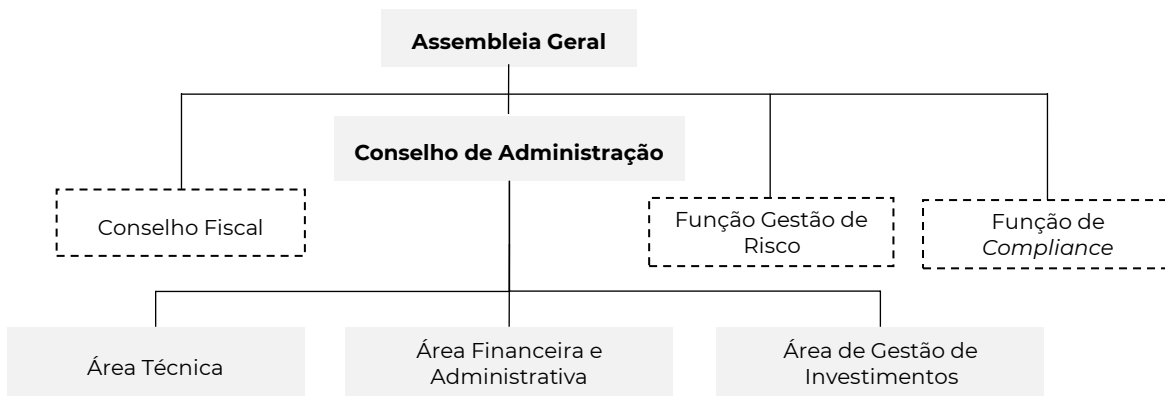 Assembleia Geral
Conselho de Administração
Conselho Fiscal
Função Gestão de
Risco
Função de
Compliance
Área Técnica
Área Financeira e
Administrativa
Área de Gestão de
Investimentos